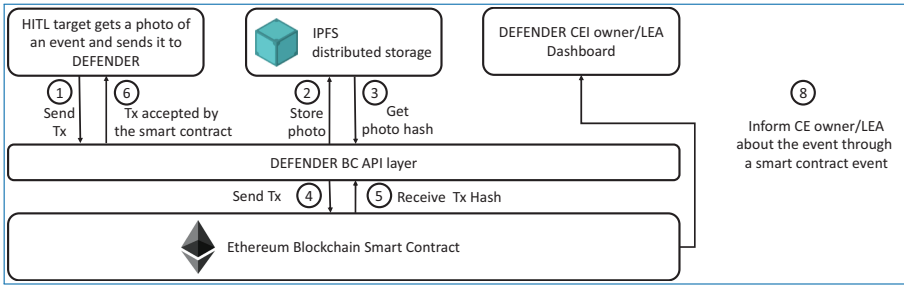 HITL target gets a photo of
an event and sends it to
DEFENDER
IPFS
distributed storage
DEFENDER CEI owner/LEA
Dashboard
1
Send
Tx
6
Tx accepted by
the smart contract
2
Store
photo
3
Get
photo hash
8
Inform CE owner/LEA
about the event through
a smart contract event
DEFENDER BC API layer
Send Tx
4
5
Receive Tx Hash
Ethereum Blockchain Smart Contract